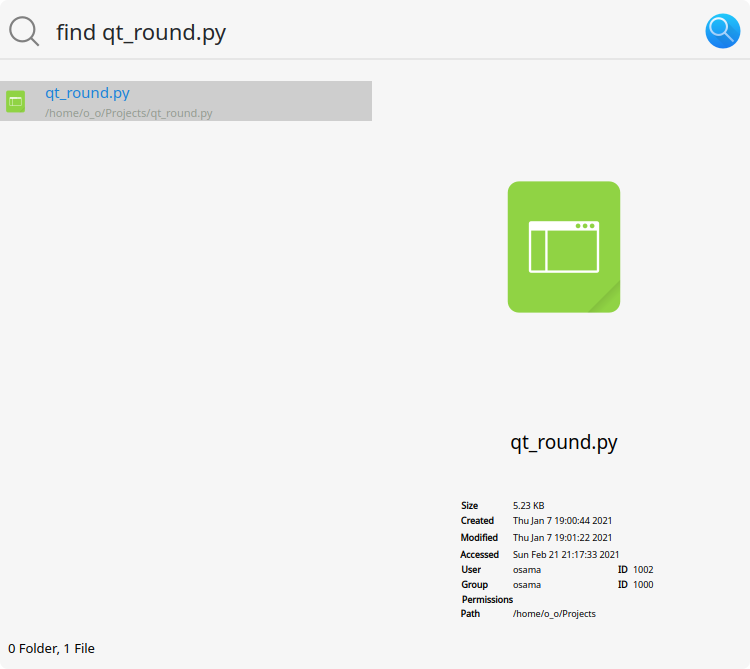 find qt_round.py
qt_round.py
/home/o_o/Projects/qt_round.py
qt_round.py
Size 5.23 KB
Created Thu Jan 7 19:00:44 2021
Modified Thu Jan 7 19:01:22 2021
Accessed Sun Feb 21 21:17:33 2021
User osama ID 1002
Group osama ID 1000
Permissions
Path /home/o_o/Projects
0 Folder, 1 File